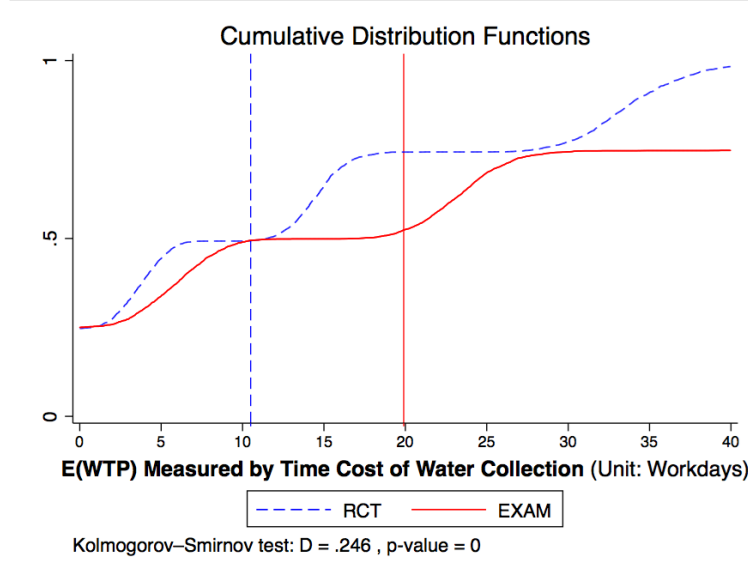 Cumulative Distribution Functions
1
.5
0
0 5 10 15 20 25 30 35 40
E(WTP) Measured by Time Cost of Water Collection (Unit: Workdays)
RCT EXAM
Kolmogorov–Smirnov test: D = .246 , p-value = 0